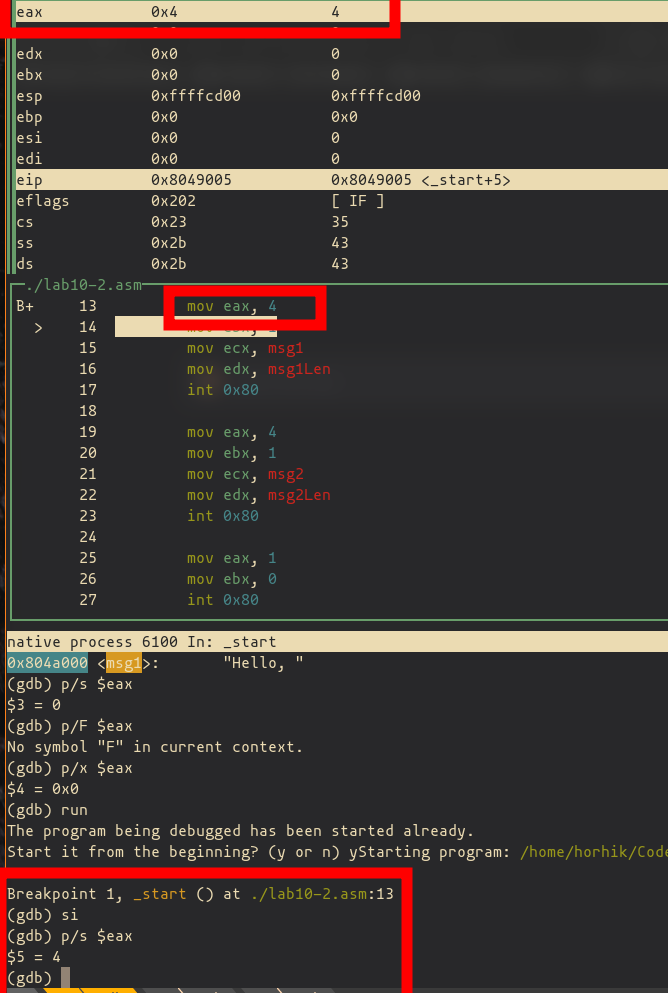 eax 0x4 4
edx 0x0 0
ebx 0x0 0
esp 0xffffcd00 0xffffcd00
ebp 0x0 0x0
esi 0x0 0
edi 0x0 0
eip 0x8049005 0x8049005 <_start+5>
eflags 0x202 [ IF ]
cs 0x23 35
ss 0x2b 43
ds 0x2b 43
./lab10-2.asm
B+ 13 mov eax, 4
> 14
15 mov ecx, msg1
16 mov edx, msg1Len
17 int 0x80
18
19 mov eax, 4
20 mov ebx, 1
21 mov ecx, msg2
22 mov edx, msg2Len
23 int 0x80
24
25 mov eax, 1
26 mov ebx, 0
27 int 0x80
native process 6100 In: _start
0x804a000 <msg1>: "Hello, "
(gdb) p/s $eax
$3 = 0
(gdb) p/F $eax
No symbol "F" in current context.
(gdb) p/x $eax
$4 = 0x0
(gdb) run
The program being debugged has been started already.
Start it from the beginning? (y or n) yStarting program: /home/horhik/Code
Breakpoint 1, _start () at ./lab10-2.asm:13
(gdb) si
(gdb) p/s $eax
$5 = 4
(gdb)